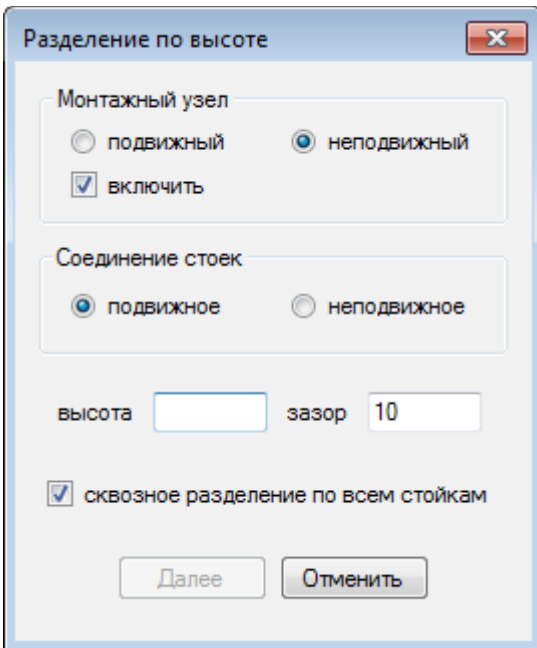 Разделение по высоте
Монтажный узел
подвижный неподвижный
включить
Соединение стоек
подвижное неподвижное
высота зазор 10
сквозное разделение по всем стойкам
Далее Отменить